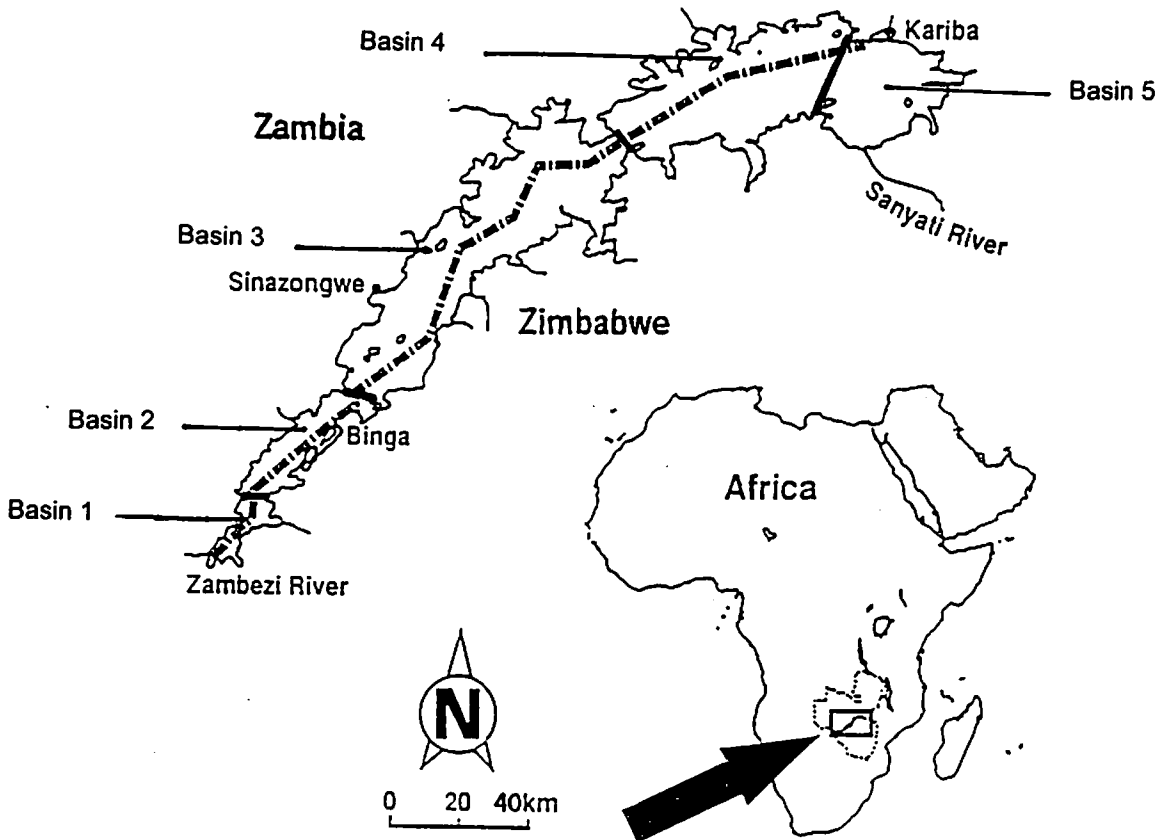 Basin 4
Kariba
Basin 5
Zambia
Sanyati River
Basin 3
Sinazongwe
Zimbabwe
Basin 2
Binga
Africa
Basin 1
Zambezi River
N
0 20 40km